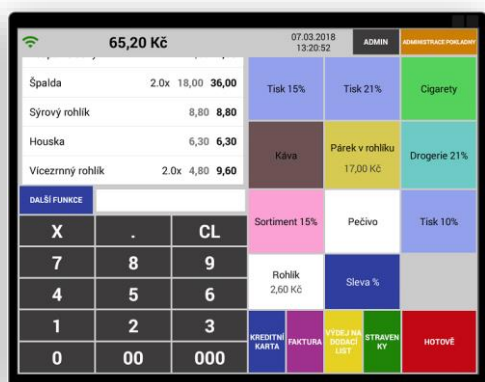 65,20 Kč
07.03.2018
13:20:52
ADMIN
ADMINISTRACE POKLADNY
Špalda 2.0x 18,00 36,00
Sýrový rohlík 8,80 8,80
Houska 6,30 6,30
Vícezrnný rohlík 2.0x 4,80 9,60
DALŠÍ FUNKCE
X . CL
7 8 9
4 5 6
1 2 3
0 00 000
Tisk 15%
Tisk 21%
Cigarety
Káva
Párek v rohlíku
17,00 Kč
Drogerie 21%
Sortiment 15%
Pečivo
Tisk 10%
Rohlík
2,60 Kč
Sleva %
KREDITNÍ
KARTA
FAKTURA
VÝDEJ NA
DODACÍ
LIST
STRAVEN
KY
HOTOVĚ